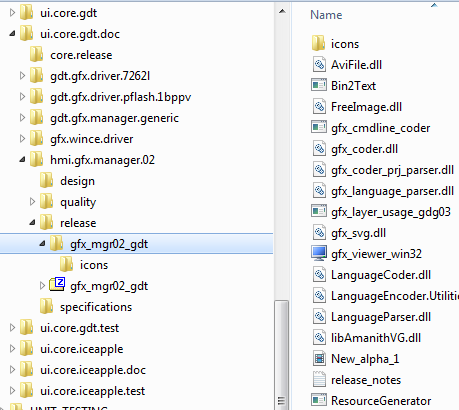 ui.core.gdt
ui.core.gdt.doc
core.release
gdt.gfx.driver.7262l
gdt.gfx.driver.pflash.1bppv
gdt.gfx.manager.generic
gfx.wince.driver
hmi.gfx.manager.02
design
quality
release
gfx_mgr02_gdt
icons
gfx_mgr02_gdt
specifications
ui.core.gdt.test
ui.core.iceapple
ui.core.iceapple.doc
ui.core.iceapple.test
UNIT_TESTING
Name
icons
AviFile.dll
Bin2Text
FreeImage.dll
gfx_cmdline_coder
gfx_coder.dll
gfx_coder_prj_parser.dll
gfx_language_parser.dll
gfx_layer_usage_gdg03
gfx_svg.dll
gfx_viewer_win32
LanguageCoder.dll
LanguageEncoder.Utilitie
LanguageParser.dll
libAmanithVG.dll
New_alpha_1
release_notes
ResourceGenerator